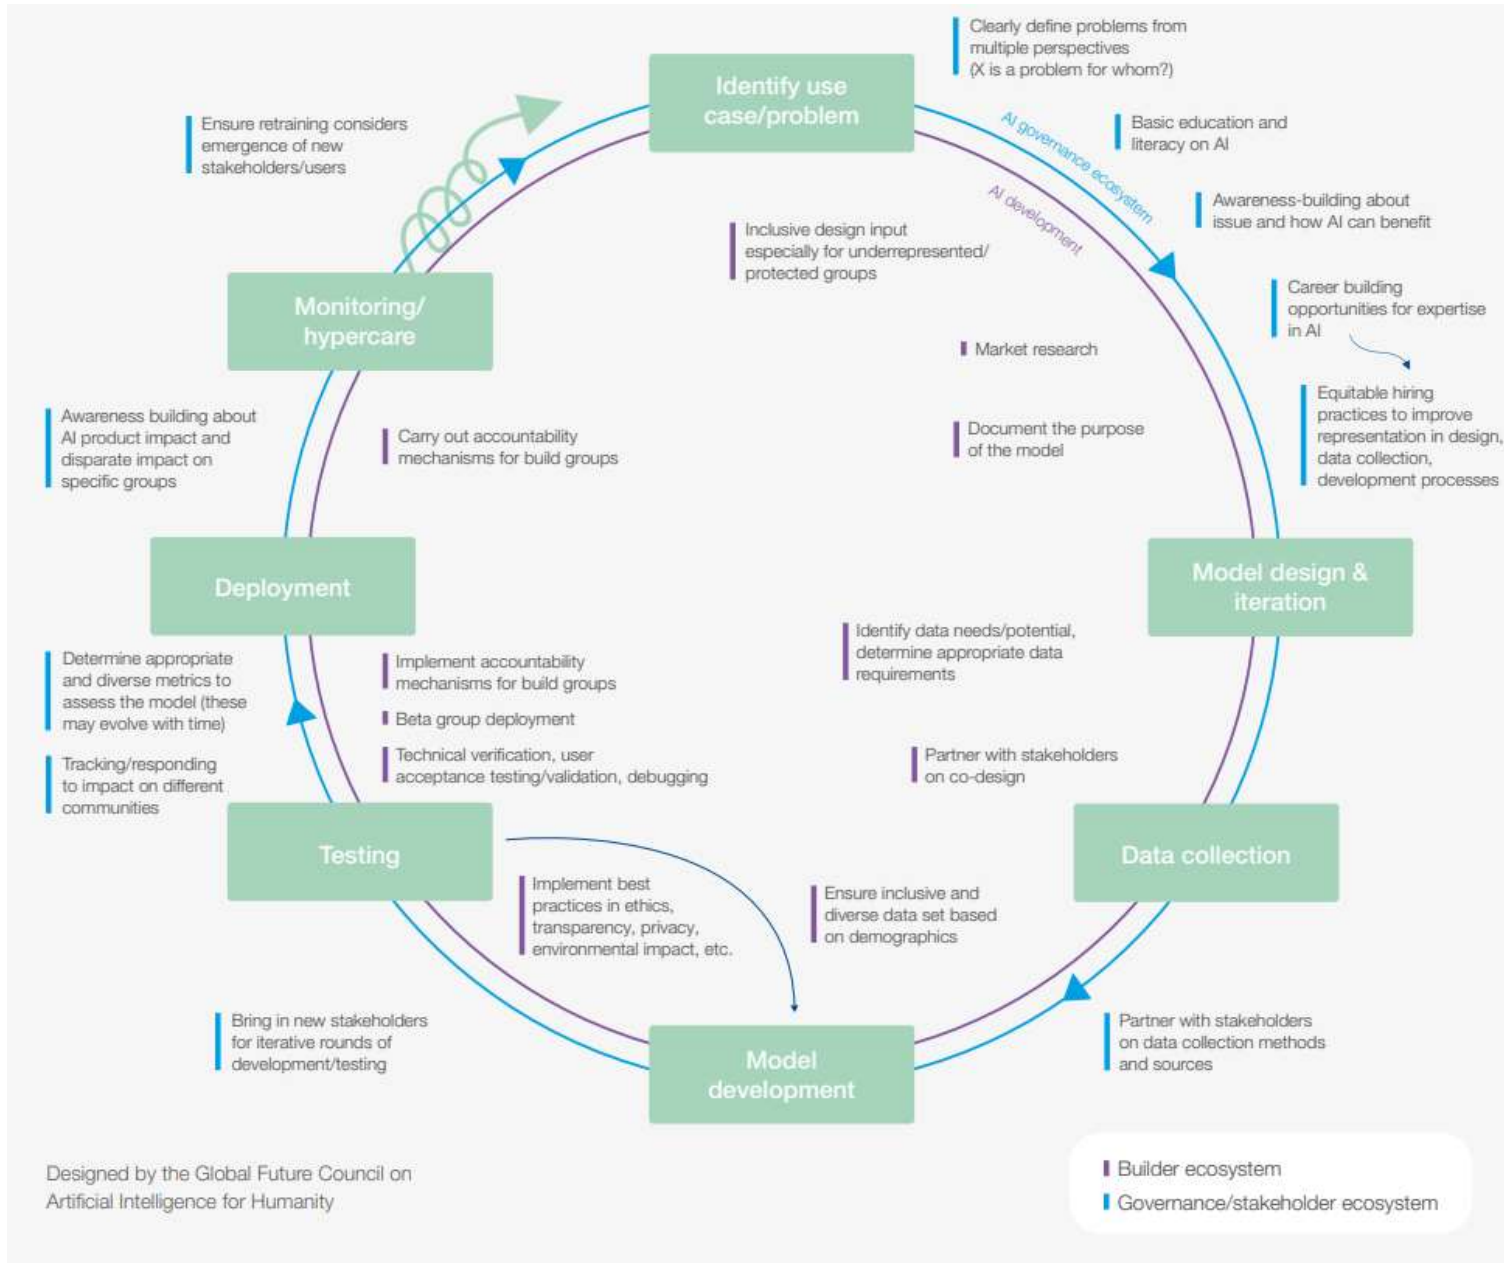 Clearly define problems from
multiple perspectives
(X is a problem for whom?)
Identify use
case/problem
Ensure retraining considers
emergence of new
stakeholders/users
AI governance ecosystem
AI development
Basic education and
literacy on AI
Awareness-building about
issue and how AI can benefit
Inclusive design input
especially for underrepresented/
protected groups
Career building
opportunities for expertise
in AI
Monitoring/
hypercare
Market research
Equitable hiring
practices to improve
representation in design,
data collection,
development processes
Awareness building about
AI product impact and
disparate impact on
specific groups
Carry out accountability
mechanisms for build groups
Document the purpose
of the model
Deployment
Model design &
iteration
Identify data needs/potential,
determine appropriate data
requirements
Determine appropriate
and diverse metrics to
assess the model (these
may evolve with time)
Implement accountability
mechanisms for build groups
Beta group deployment
Technical verification, user
acceptance testing/validation, debugging
Partner with stakeholders
on co-design
Tracking/responding
to impact on different
communities
Testing
Data collection
Implement best
practices in ethics,
transparency, privacy,
environmental impact, etc.
Ensure inclusive and
diverse data set based
on demographics
Bring in new stakeholders
for iterative rounds of
development/testing
Model
development
Partner with stakeholders
on data collection methods
and sources
Designed by the Global Future Council on
Artificial Intelligence for Humanity
Builder ecosystem
Governance/stakeholder ecosystem